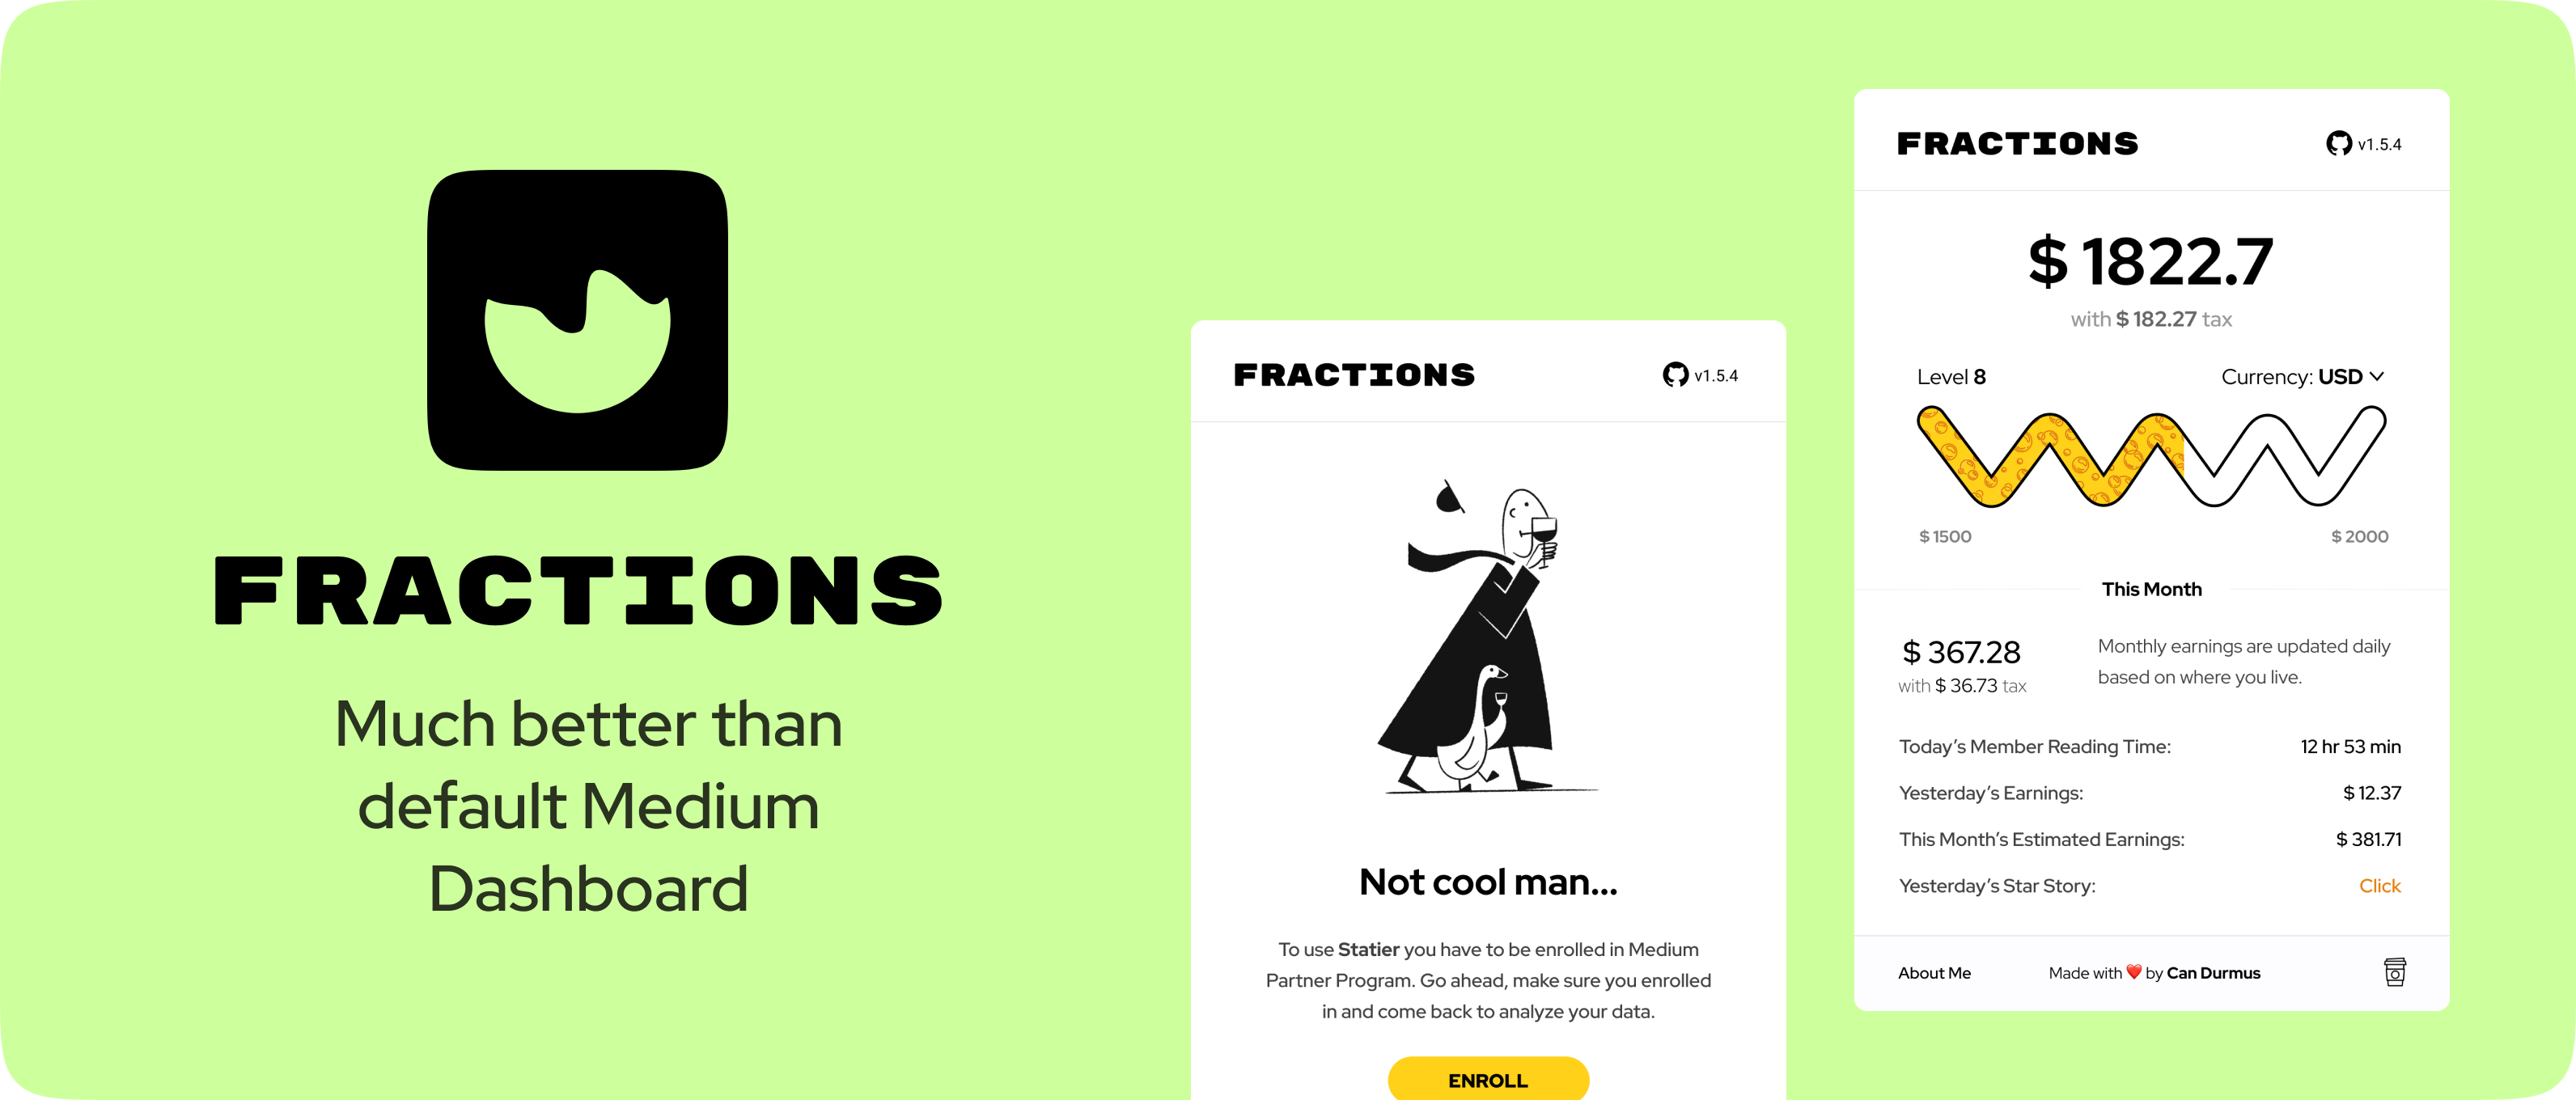 FRACTIONS
Much better than
default Medium
Dashboard
FRACTIONS
v1.5.4
Not cool man...
To use Statier you have to be enrolled in Medium
Partner Program. Go ahead, make sure you enrolled
in and come back to analyze your data.
ENROLL
FRACTIONS
v1.5.4
$ 1822.7
with $ 182.27 tax
Level 8
Currency: USD
$ 1500
$ 2000
This Month
$ 367.28
with $ 36.73 tax
Monthly earnings are updated daily
based on where you live.
Today’s Member Reading Time:
12 hr 53 min
Yesterday’s Earnings:
$ 12.37
This Month’s Estimated Earnings:
$ 381.71
Yesterday’s Star Story:
Click
About Me
Made with ❤️ by Can Durmus